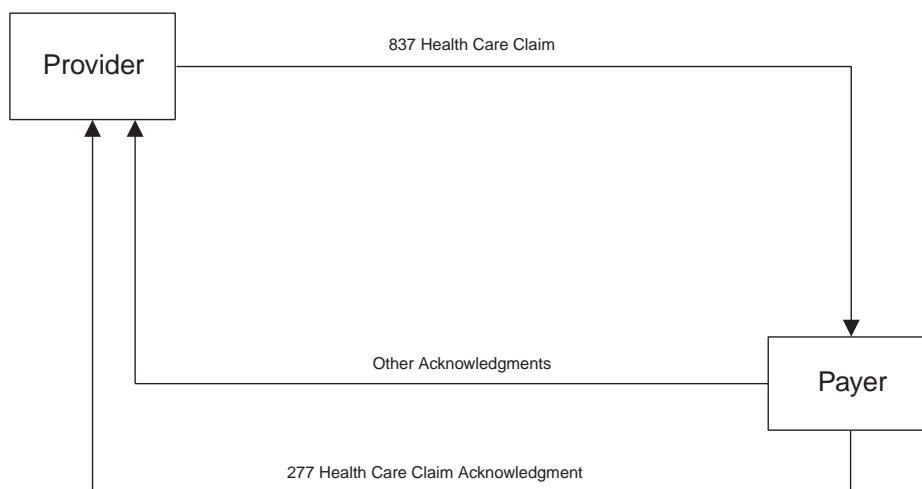 837 Health Care Claim
Provider
Other Acknowledgments
Payer
277 Health Care Claim Acknowledgment